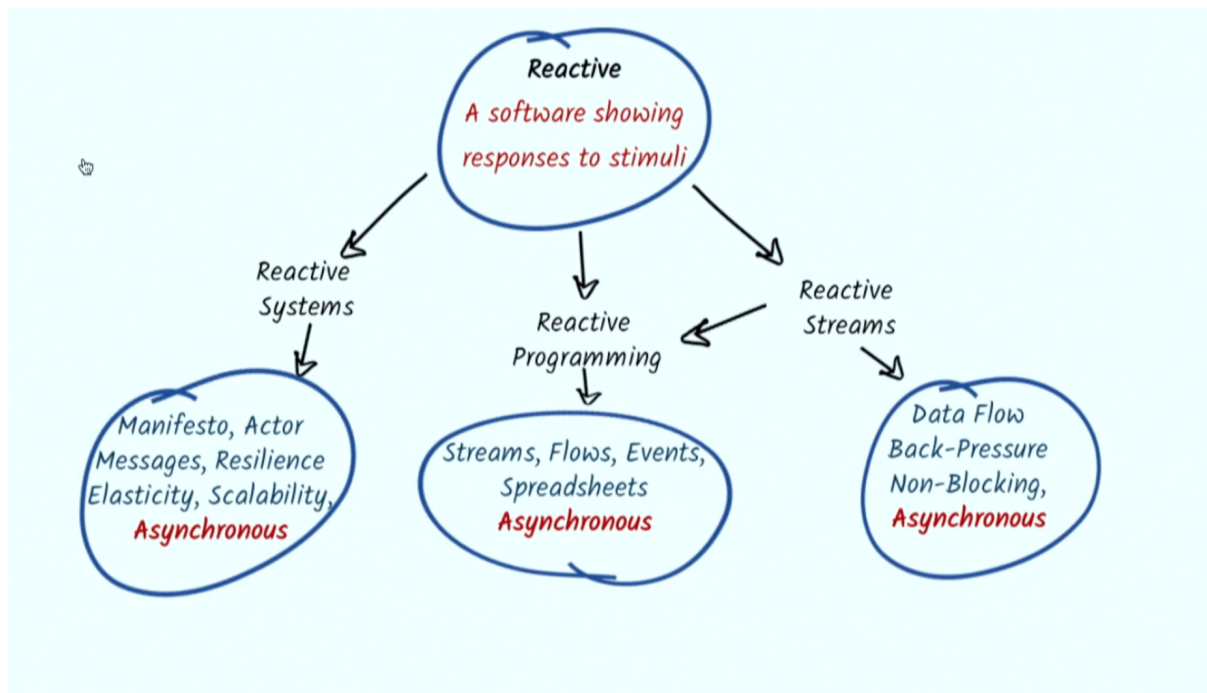 Reactive
A software showing
responses to stimuli
Reactive
Systems
Reactive
Programming
Reactive
Streams
Manifesto, Actor
Messages, Resilience
Elasticity, Scalability,
Asynchronous
Streams, Flows, Events,
Spreadsheets
Asynchronous
Data Flow
Back-Pressure
Non-Blocking,
Asynchronous